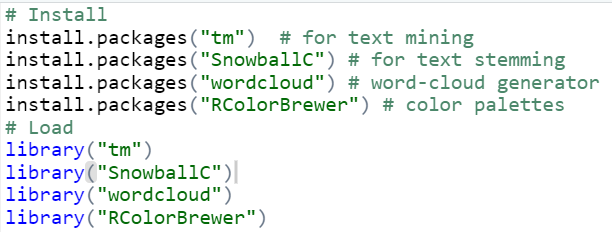 # Install
install.packages("tm")  # for text mining
install.packages("SnowballC") # for text stemming
install.packages("wordcloud") # word-cloud generator
install.packages("RColorBrewer") # color palettes
# Load
library("tm")
library("SnowballC")
library("wordcloud")
library("RColorBrewer")